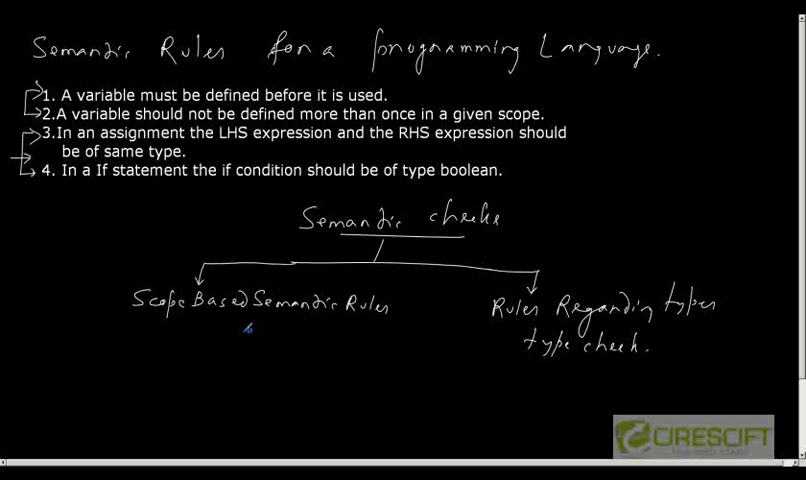 Semantic Rules for a programming Language.
1. A variable must be defined before it is used.
2.A variable should not be defined more than once in a given scope.
3.In an assignment the LHS expression and the RHS expression should
be of same type.
4. In a If statement the if condition should be of type boolean.
Semantic checks
Scope Based Semantic Rules
Rules Regarding types
type check.